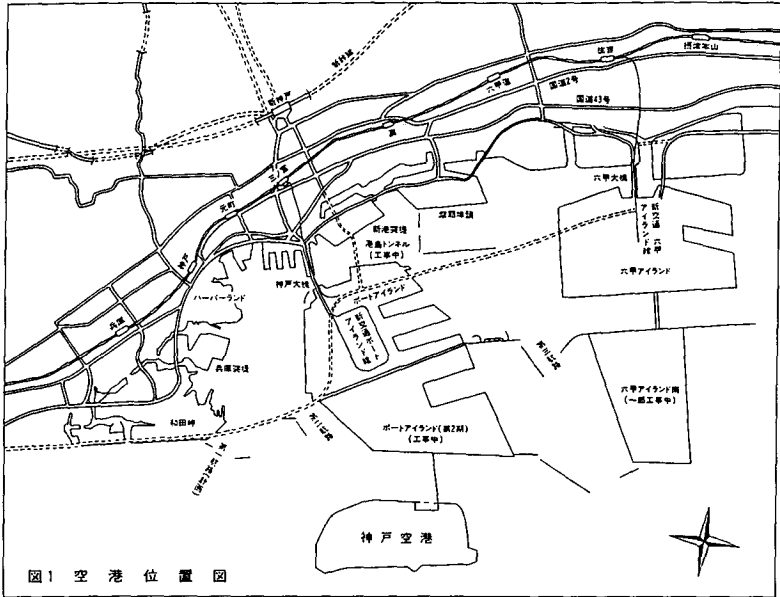 摂津本山
住吉
六甲道
国道2号
国道43号
新神戸
灘
三宮
元町
神戸
兵庫
六甲大橋
摩耶埠頭
新港突堤
港島トンネル
(工事中)
新交通 六甲
アイランド線
六甲アイランド
神戸大橋
ハーバーランド
ポートアイランド
新交通ポート
アイランド線
兵庫突堤
和田岬
六甲アイランド南
(一部工事中)
ポートアイランド(第2期)
(工事中)
神戸空港
図1 空港位置図